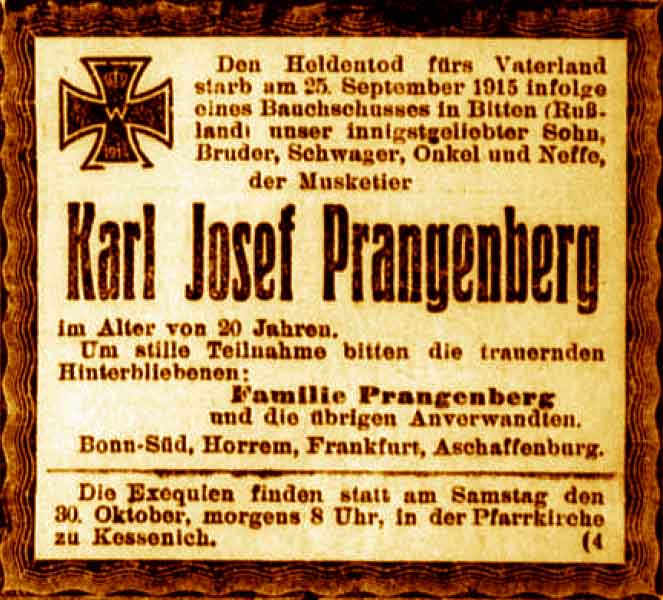 W
Den Heldentod fürs Vaterland
starb am 25. September 1915 infolge
eines Bauchschusses in Bitten (Ruß-
land) unser innigstgeliebter Sohn,
Bruder, Schwager, Onkel und Neffe,
der Musketier
Karl Josef Prangenberg
im Alter von 20 Jahren.
Um stille Teilnahme bitten die trauernden
Hinterbliebenen:
Familie Prangenberg
und die übrigen Anverwandten.
Bonn-Süd, Horrem, Frankfurt, Aschaffenburg.
Die Exequien finden statt am Samstag den
30. Oktober, morgens 8 Uhr, in der Pfarrkirche
zu Kessenich. (4